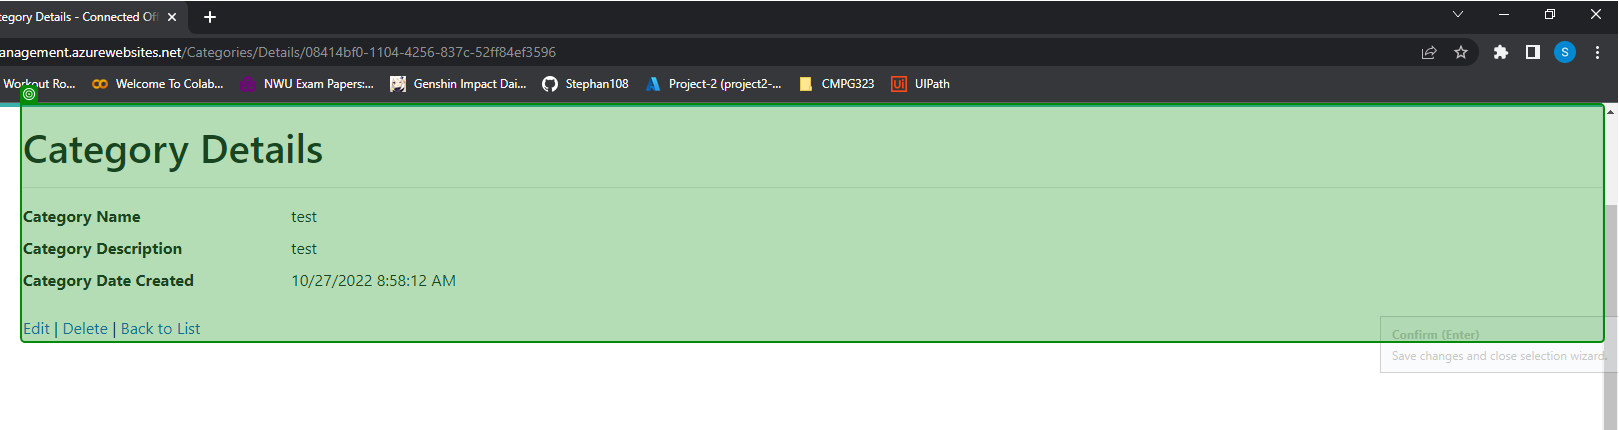 tegory Details - Connected Off
anagement.azurewebsites.net/Categories/Details/08414bf0-1104-4256-837c-52ff84ef3596
S
Workout Ro... Welcome To Colab... NWU Exam Papers:... Genshin Impact Dai... Stephan108 Project-2 (project2-... CMPG323 Ui UIPath
Category Details
Category Name test
Category Description test
Category Date Created 10/27/2022 8:58:12 AM
Edit | Delete | Back to List
Confirm (Enter)
Save changes and close selection wizard.